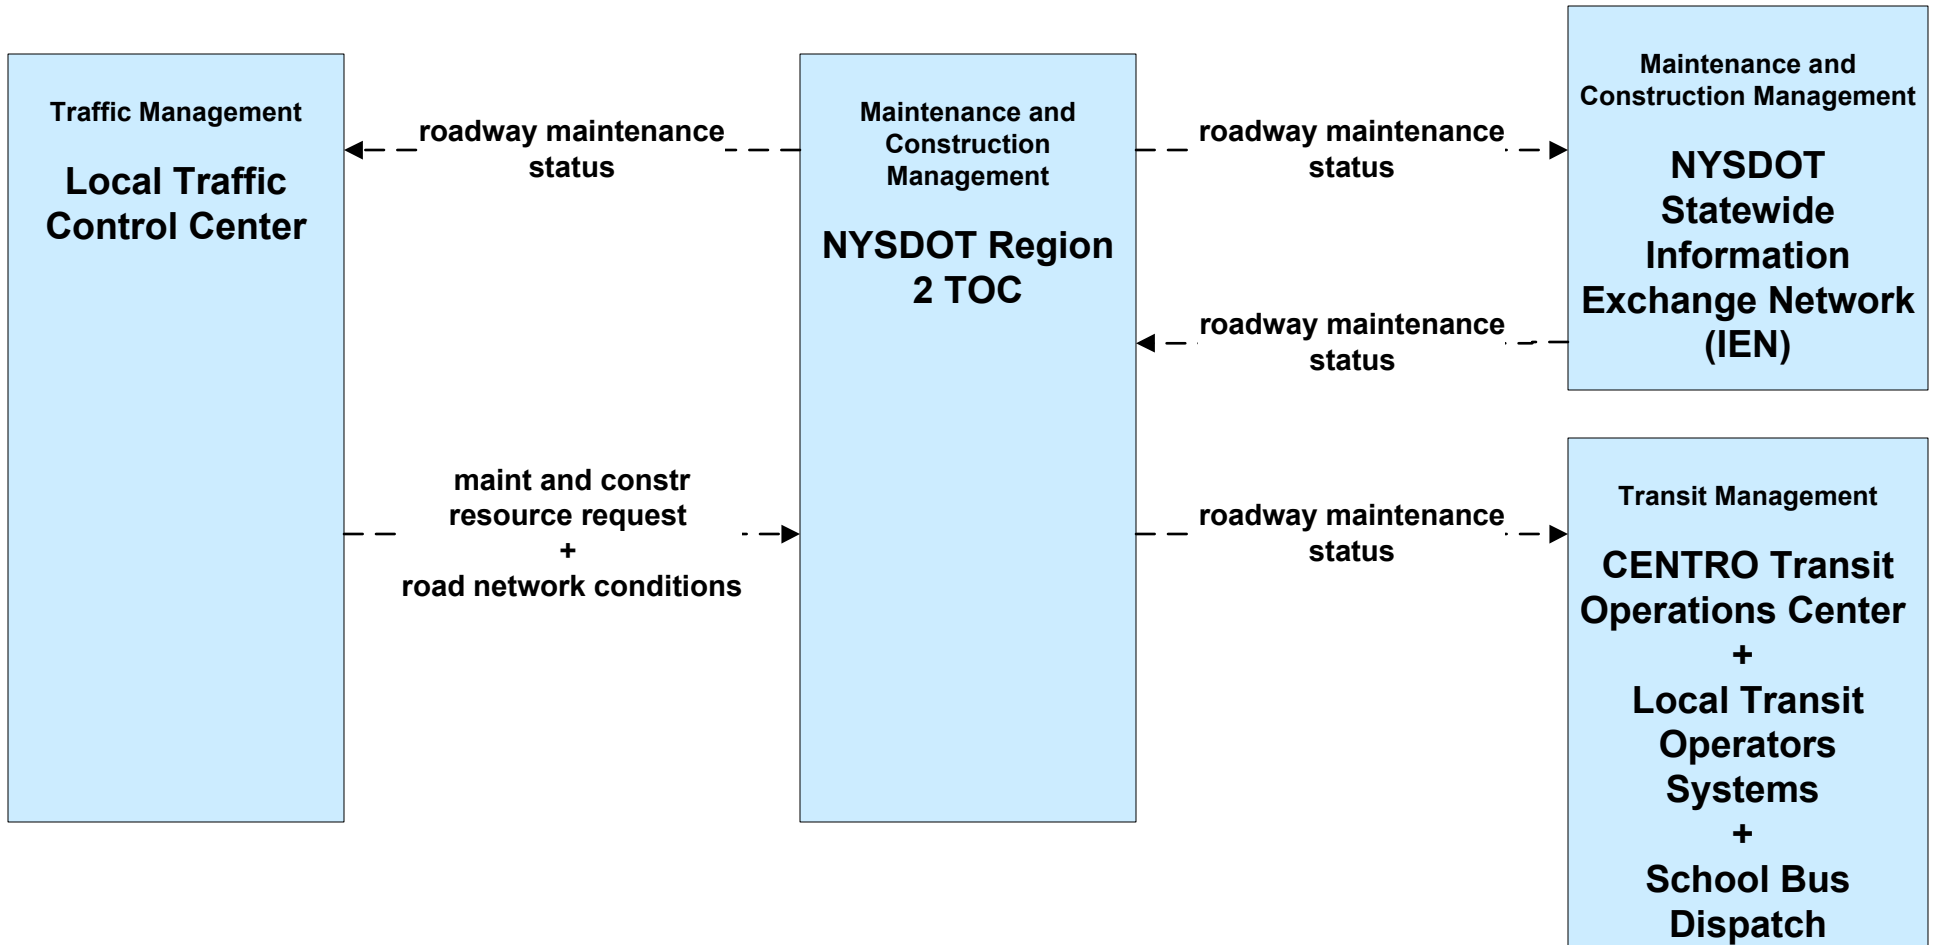 Traffic Management
Local Traffic
Control Center
roadway maintenance
status
maint and constr
resource request
+
road network conditions
Maintenance and
Construction
Management
NYSDOT Region
2 TOC
roadway maintenance
status
roadway maintenance
status
roadway maintenance
status
Maintenance and
Construction Management
NYSDOT
Statewide
Information
Exchange Network
(IEN)
Transit Management
CENTRO Transit
Operations Center
+
Local Transit
Operators
Systems
+
School Bus
Dispatch